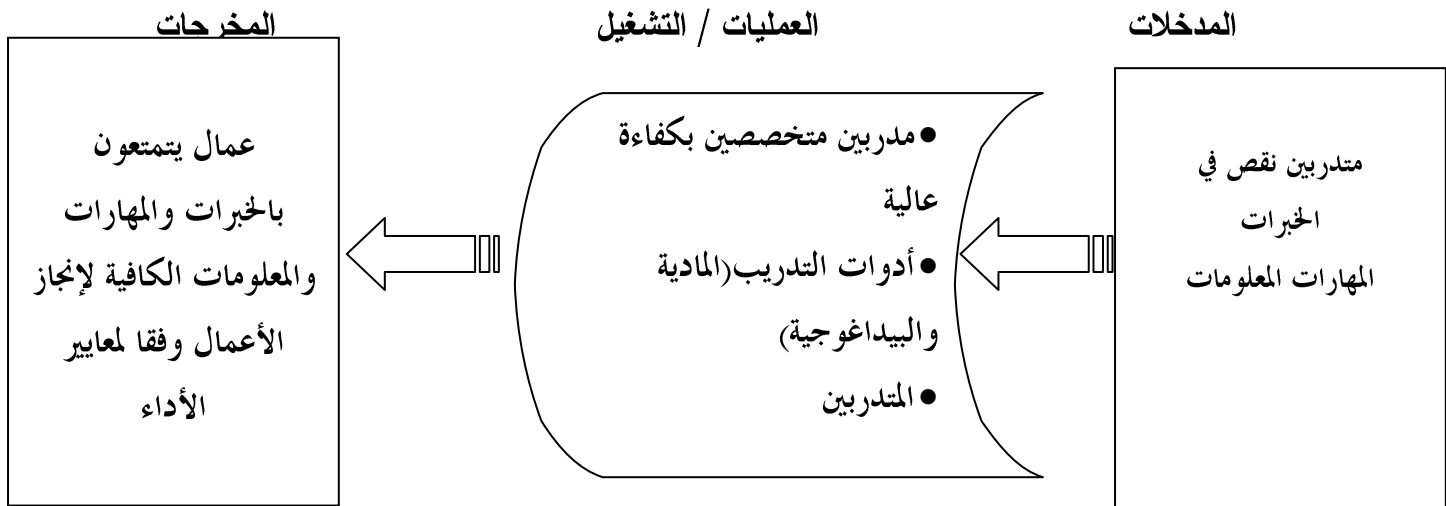 المدخلات
العمليات / التشغيل
المخرجات
متدربين نقص في
الخبرات
المهارات المعلومات
●مدربين متخصصين بكفاءة
عالية
●أدوات التدريب(المادية
والبيداغوجية)
●المتدربين
عمال يتمتعون
بالخبرات والمهارات
والمعلومات الكافية لإنجاز
الأعمال وفقا لمعايير
الأداء